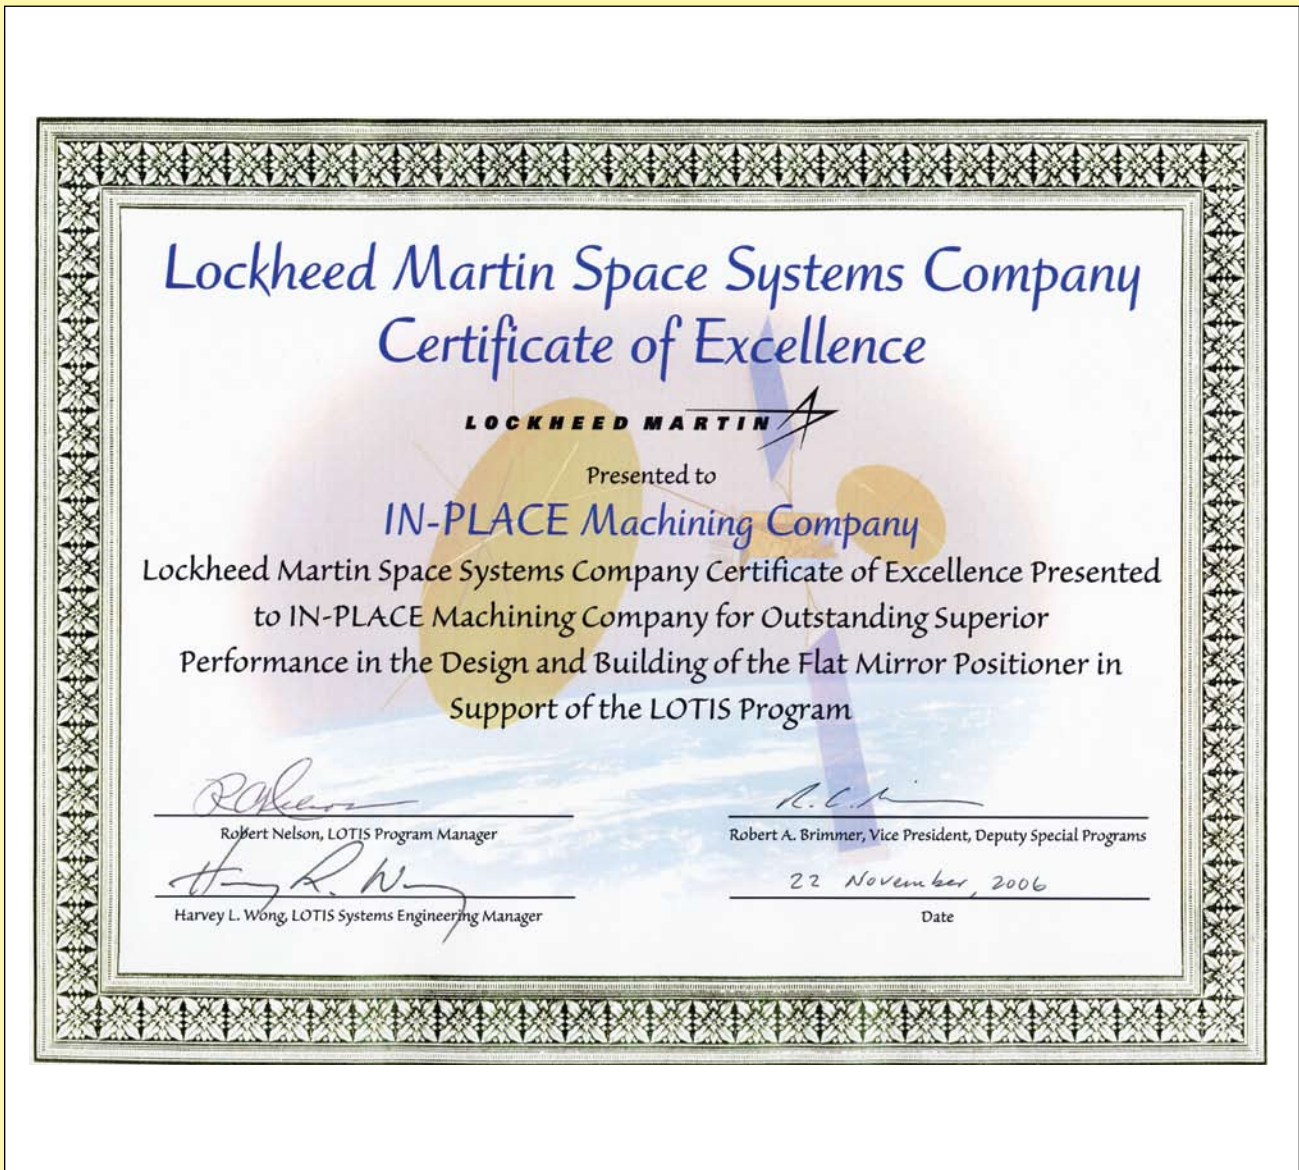 Lockheed Martin Space Systems Company
Certificate of Excellence
LOCKHEED MARTIN
Presented to
IN-PLACE Machining Company
Lockheed Martin Space Systems Company Certificate of Excellence Presented
to IN-PLACE Machining Company for Outstanding Superior
Performance in the Design and Building of the Flat Mirror Positioner in
Support of the LOTIS Program
Robert Nelson, LOTIS Program Manager
Robert A. Brimmer, Vice President, Deputy Special Programs
22 November, 2006
Harvey L. Wong, LOTIS Systems Engineering Manager
Date